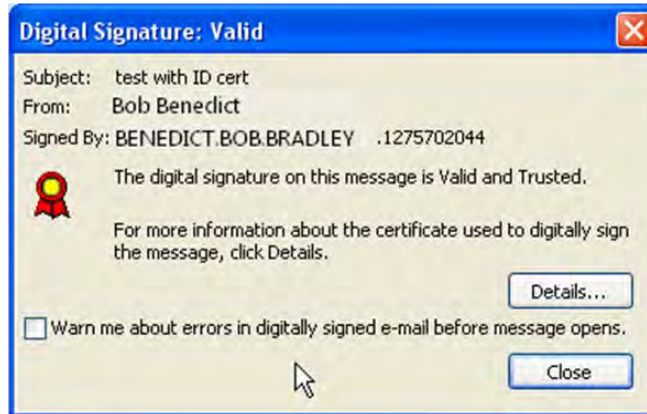 Digital Signature: Valid
Subject: test with ID cert
From: Bob Benedict
Signed By: BENEDICT.BOB.BRADLEY .1275702044
The digital signature on this message is Valid and Trusted.
For more information about the certificate used to digitally sign
the message, click Details.
Details...
Warn me about errors in digitally signed e-mail before message opens.
Close